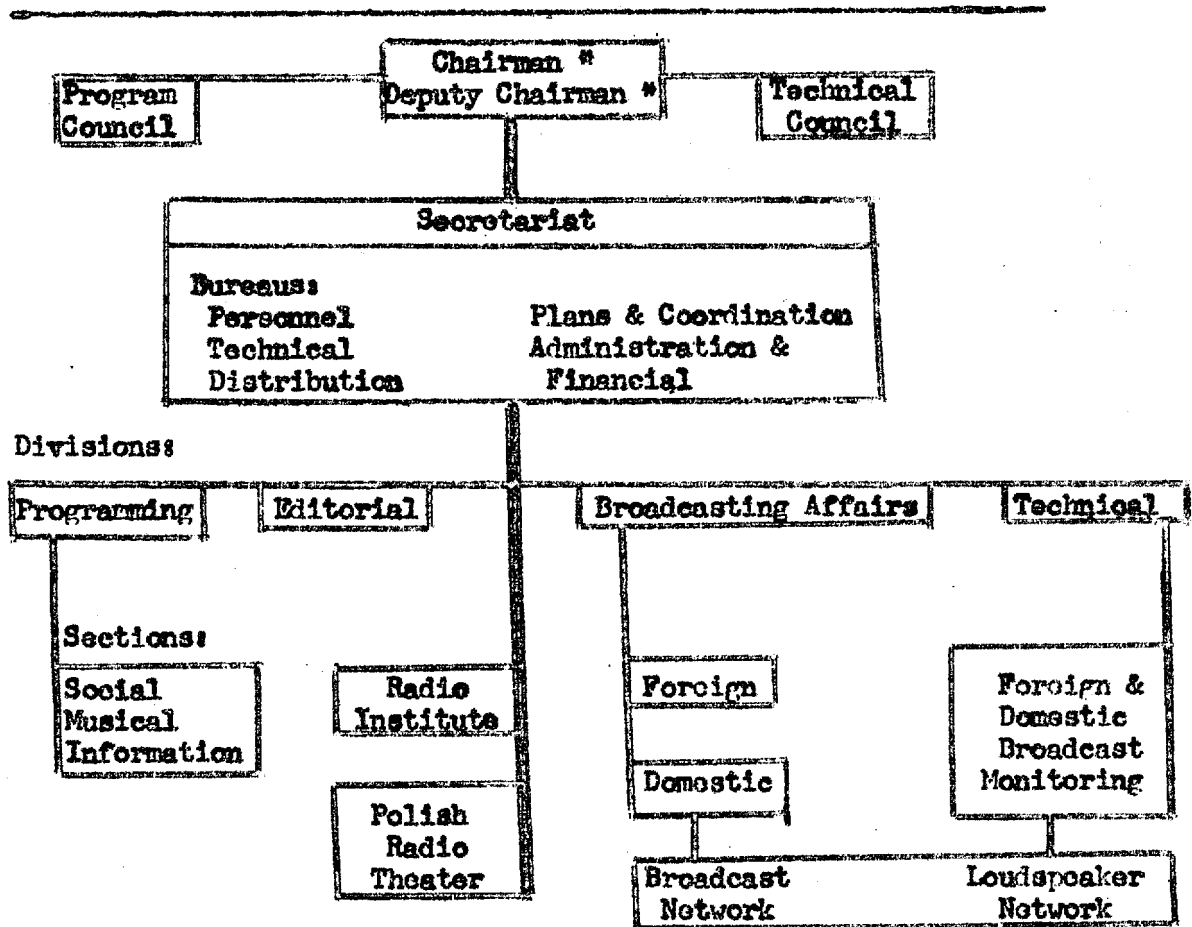 Chairman *
Deputy Chairman *
Program
Council
Technical
Council
Secretariat
Bureaus:
Personnel
Technical
Distribution
Plans & Coordination
Administration &
Financial
Divisions:
Programming
Editorial
Broadcasting Affairs
Technical
Sections:
Social
Musical
Information
Radio
Institute
Polish
Radio
Theater
Foreign
Domestic
Foreign &
Domestic
Broadcast
Monitoring
Broadcast
Network
Loudspeaker
Network